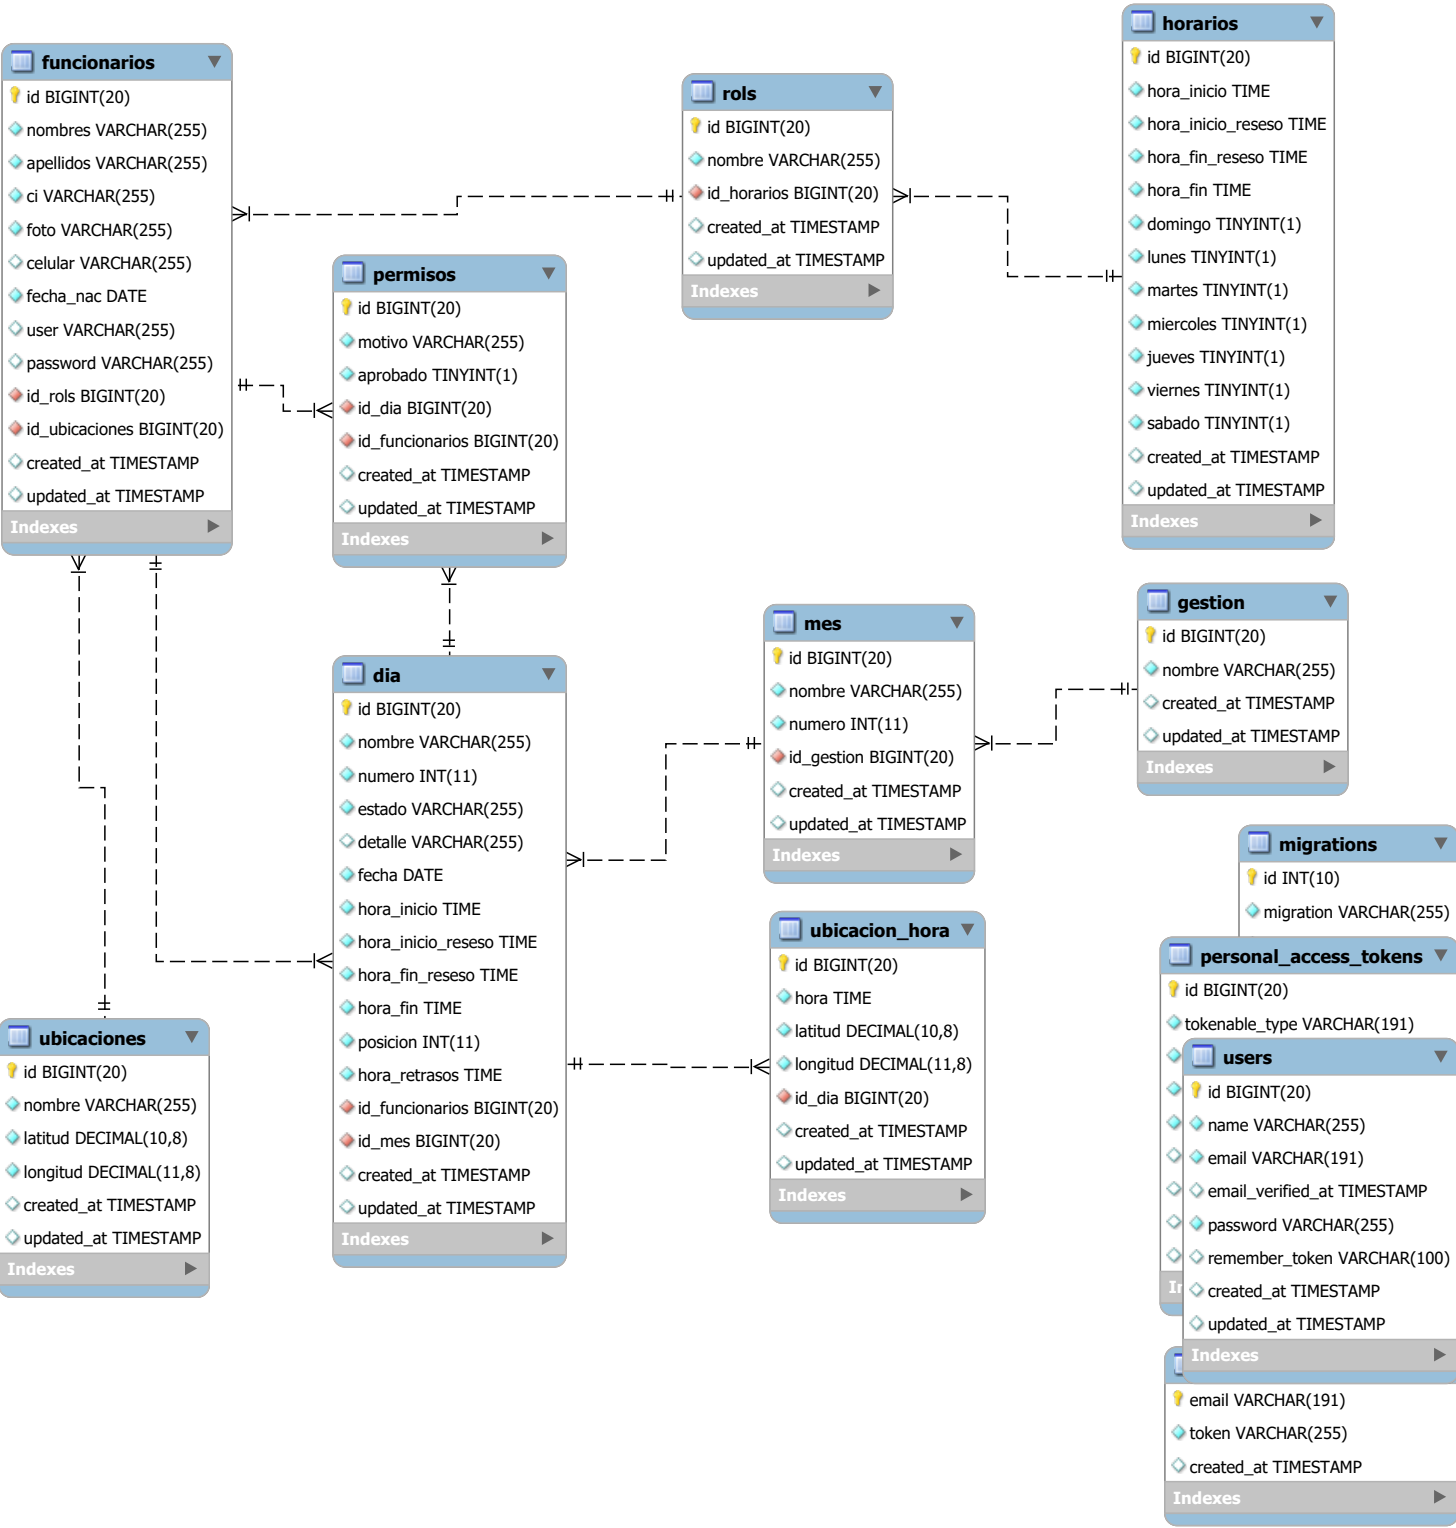 funcionarios
id BIGINT(20)
nombres VARCHAR(255)
apellidos VARCHAR(255)
ci VARCHAR(255)
foto VARCHAR(255)
celular VARCHAR(255)
fecha_nac DATE
user VARCHAR(255)
password VARCHAR(255)
id_rols BIGINT(20)
id_ubicaciones BIGINT(20)
created_at TIMESTAMP
updated_at TIMESTAMP
Indexes
permisos
id BIGINT(20)
motivo VARCHAR(255)
aprobado TINYINT(1)
id_dia BIGINT(20)
id_funcionarios BIGINT(20)
created_at TIMESTAMP
updated_at TIMESTAMP
Indexes
rols
id BIGINT(20)
nombre VARCHAR(255)
id_horarios BIGINT(20)
created_at TIMESTAMP
updated_at TIMESTAMP
Indexes
horarios
id BIGINT(20)
hora_inicio TIME
hora_inicio_reseso TIME
hora_fin_reseso TIME
hora_fin TIME
domingo TINYINT(1)
lunes TINYINT(1)
martes TINYINT(1)
miercoles TINYINT(1)
jueves TINYINT(1)
viernes TINYINT(1)
sabado TINYINT(1)
created_at TIMESTAMP
updated_at TIMESTAMP
Indexes
ubicaciones
id BIGINT(20)
nombre VARCHAR(255)
latitud DECIMAL(10,8)
longitud DECIMAL(11,8)
created_at TIMESTAMP
updated_at TIMESTAMP
Indexes
dia
id BIGINT(20)
nombre VARCHAR(255)
numero INT(11)
estado VARCHAR(255)
detalle VARCHAR(255)
fecha DATE
hora_inicio TIME
hora_inicio_reseso TIME
hora_fin_reseso TIME
hora_fin TIME
posicion INT(11)
hora_retrasos TIME
id_funcionarios BIGINT(20)
id_mes BIGINT(20)
created_at TIMESTAMP
updated_at TIMESTAMP
Indexes
mes
id BIGINT(20)
nombre VARCHAR(255)
numero INT(11)
id_gestion BIGINT(20)
created_at TIMESTAMP
updated_at TIMESTAMP
Indexes
gestion
id BIGINT(20)
nombre VARCHAR(255)
created_at TIMESTAMP
updated_at TIMESTAMP
Indexes
ubicacion_hora
id BIGINT(20)
hora TIME
latitud DECIMAL(10,8)
longitud DECIMAL(11,8)
id_dia BIGINT(20)
created_at TIMESTAMP
updated_at TIMESTAMP
Indexes
migrations
id INT(10)
migration VARCHAR(255)
personal_access_tokens
id BIGINT(20)
tokenable_type VARCHAR(191)
users
id BIGINT(20)
name VARCHAR(255)
email VARCHAR(191)
email_verified_at TIMESTAMP
password VARCHAR(255)
remember_token VARCHAR(100)
created_at TIMESTAMP
updated_at TIMESTAMP
Indexes
email VARCHAR(191)
token VARCHAR(255)
created_at TIMESTAMP
Indexes